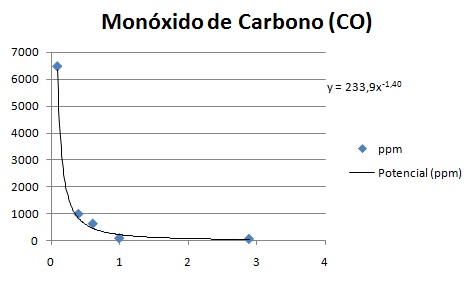 Monóxido de Carbono (CO)
7000
6000
5000
4000
3000
2000
1000
0
0 1 2 3 4
y = 233,9x^-1,40
ppm
Potencial (ppm)